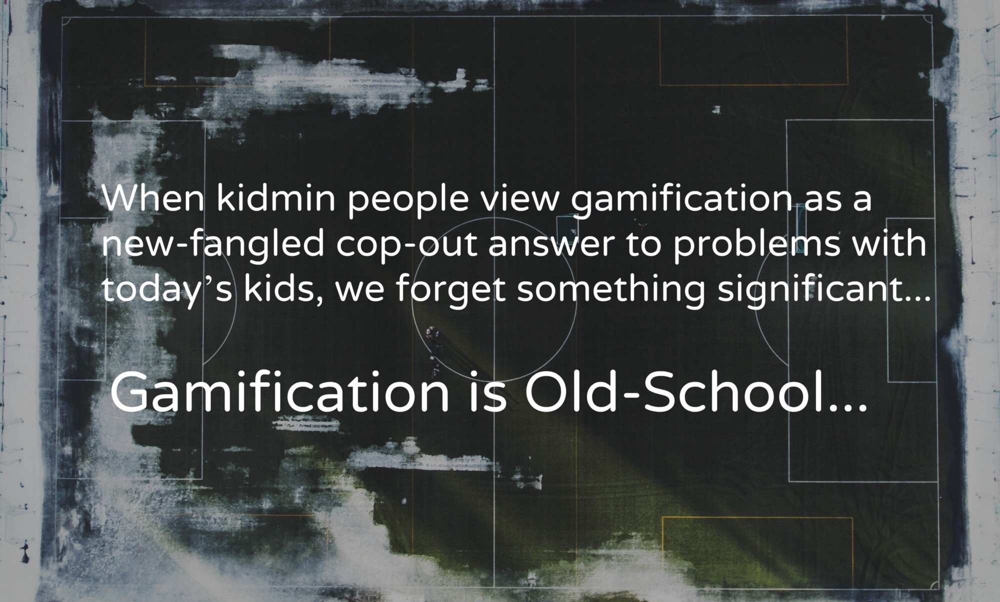 When kidmin people view gamification as a
new-fangled cop-out answer to problems with
today’s kids, we forget something significant...
Gamification is Old-School...